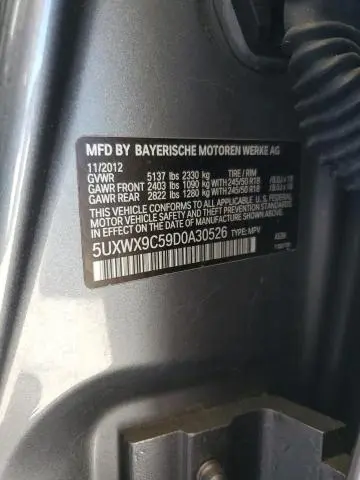 MFD BY BAYERISCHE MOTOREN WERKE AG
11/2012
GVWR 5137 lbs 2330 kg TIRE / RIM
GAWR FRONT 2403 lbs 1090 kg WITH 245/50 R18
GAWR REAR 2822 lbs 1280 kg WITH 245/50 R18
THIS VEHICLE CONFORMS TO ALL APPLICABLE FEDERAL
MOTOR VEHICLE SAFETY AND THEFT PREVENTION STANDARDS
IN EFFECT ON THE DATE OF MANUFACTURE SHOWN ABOVE.
5UXWX9C59D0A30526 TYPE: MPV